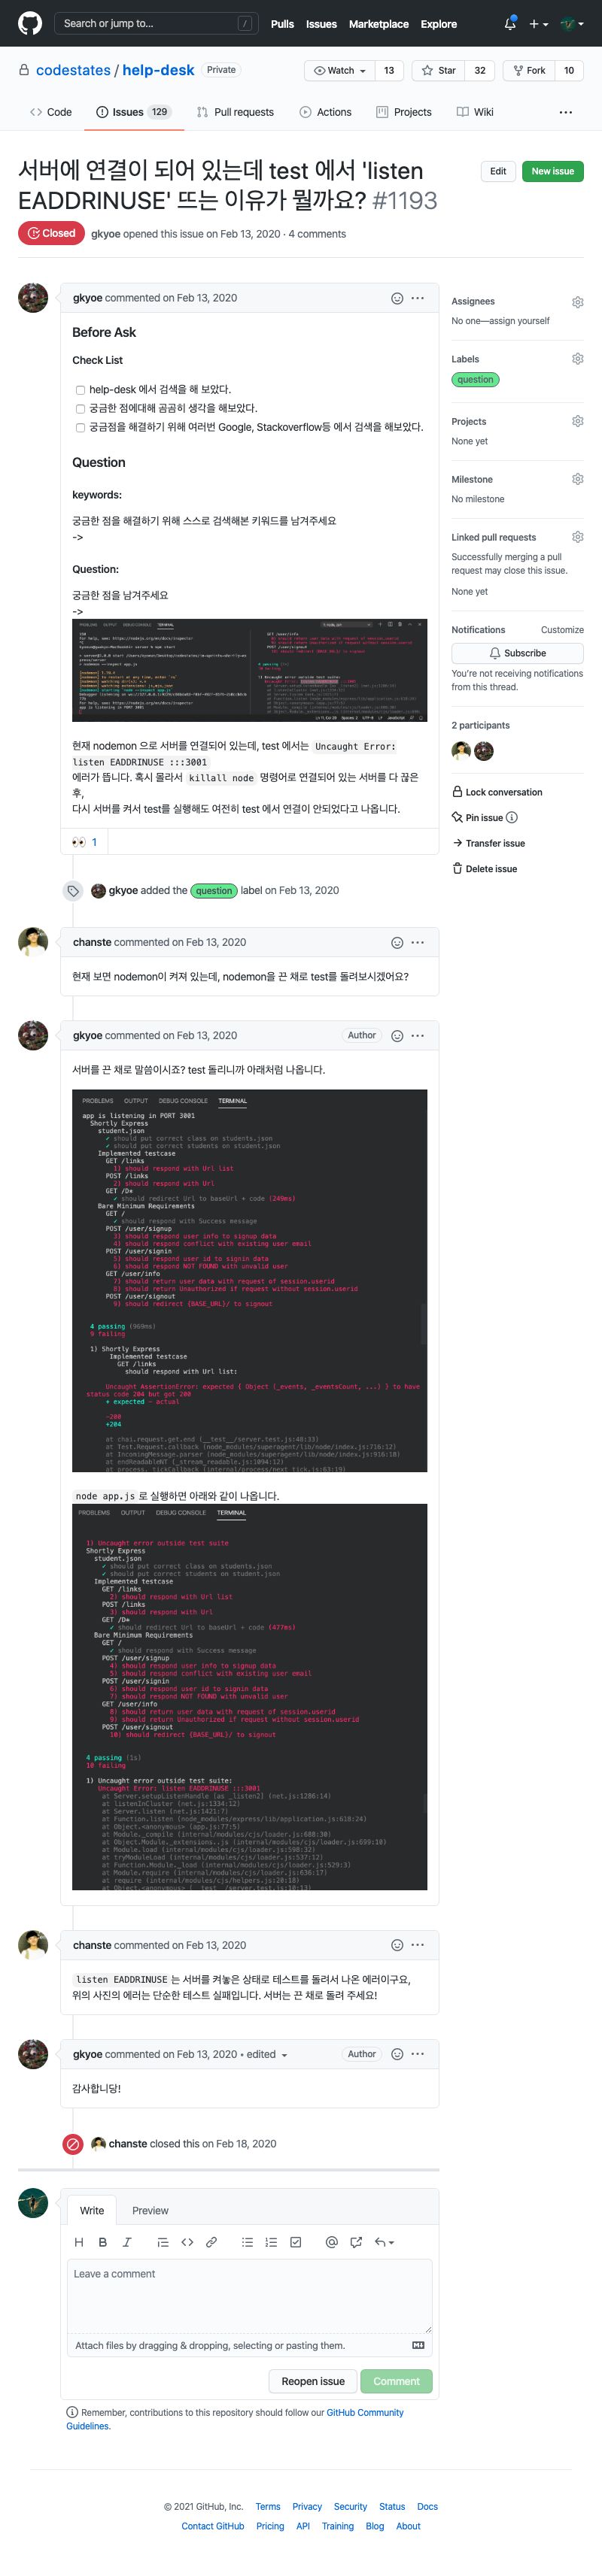 Search or jump to...
/
Pulls Issues Marketplace Explore
codestates / help-desk Private
Watch 13 Star 32 Fork 10
Code Issues 129 Pull requests Actions Projects Wiki
서버에 연결이 되어 있는데 test 에서 'listen
EADDRINUSE' 뜨는 이유가 뭘까요? #1193
Edit New issue
Closed gkyoe opened this issue on Feb 13, 2020 · 4 comments
gkyoe commented on Feb 13, 2020
Before Ask
Check List
help-desk 에서 검색을 해 보았다.
궁금한 점에대해 곰곰히 생각을 해보았다.
궁금점을 해결하기 위해 여러번 Google, Stackoverflow등 에서 검색을 해보았다.
Question
keywords:
궁금한 점을 해결하기 위해 스스로 검색해본 키워드를 남겨주세요
->
Question:
궁금한 점을 남겨주세요
->
현재 nodemon 으로 서버를 연결되어 있는데, test 에서는 Uncaught Error:
listen EADDRINUSE :::3001
에러가 뜹니다. 혹시 몰라서 killall node 명령어로 연결되어 있는 서버를 다 끊은
후,
다시 서버를 켜서 test를 실행해도 여전히 test 에서 연결이 안되었다고 나옵니다.
1
gkyoe added the question label on Feb 13, 2020
chanste commented on Feb 13, 2020
현재 보면 nodemon이 켜져 있는데, nodemon을 끈 채로 test를 돌려보시겠어요?
gkyoe commented on Feb 13, 2020 Author
서버를 끈 채로 말씀이시죠? test 돌리니까 아래처럼 나옵니다.
PROBLEMS OUTPUT DEBUG CONSOLE TERMINAL
app is listening in PORT 3001
Shortly Express
student.json
✓ should put correct class on students.json
✓ should put correct students on student.json
Implemented testcase
GET /links
1) should respond with Url list
POST /links
2) should respond with Url
GET /D*
✓ should redirect Url to baseUrl + code (249ms)
Bare Minimum Requirements
GET /
✓ should respond with Success message
POST /user/signup
3) should respond user info to signup data
4) should respond conflict with existing user email
POST /user/signin
5) should respond user id to signin data
6) should respond NOT FOUND with unvalid user
GET /user/info
7) should return user data with request of session.userid
8) should return Unauthorized if request without session.userid
POST /user/signout
9) should redirect {BASE_URL}/ to signout
4 passing (969ms)
9 failing
1) Shortly Express
Implemented testcase
GET /links
should respond with Url list:
Uncaught AssertionError: expected { Object (_events, _eventsCount, ...) } to have
status code 204 but got 200
+ expected - actual
-200
+204
at chai.request.get.end (__test__/server.test.js:48:33)
at Test.Request.callback (node_modules/superagent/lib/node/index.js:716:12)
at IncomingMessage.parser (node_modules/superagent/lib/node/index.js:916:18)
at endReadableNT (_stream_readable.js:1094:12)
at process._tickCallback (internal/process/next_tick.js:63:19)
node app.js 로 실행하면 아래와 같이 나옵니다.
PROBLEMS OUTPUT DEBUG CONSOLE TERMINAL
1) Uncaught error outside test suite
Shortly Express
student.json
✓ should put correct class on students.json
✓ should put correct students on student.json
Implemented testcase
GET /links
2) should respond with Url list
POST /links
3) should respond with Url
GET /D*
✓ should redirect Url to baseUrl + code (477ms)
Bare Minimum Requirements
GET /
✓ should respond with Success message
POST /user/signup
4) should respond user info to signup data
5) should respond conflict with existing user email
POST /user/signin
6) should respond user id to signin data
7) should respond NOT FOUND with unvalid user
GET /user/info
8) should return user data with request of session.userid
9) should return Unauthorized if request without session.userid
POST /user/signout
10) should redirect {BASE_URL}/ to signout
4 passing (1s)
10 failing
1) Uncaught error outside test suite:
Uncaught Error: listen EADDRINUSE :::3001
at Server.setupListenHandle [as _listen2] (net.js:1286:14)
at listenInCluster (net.js:1334:12)
at Server.listen (net.js:1421:7)
at Function.listen (node_modules/express/lib/application.js:618:24)
at Object.<anonymous> (app.js:77:5)
at Module._compile (internal/modules/cjs/loader.js:688:30)
at Object.Module._extensions..js (internal/modules/cjs/loader.js:699:10)
at Module.load (internal/modules/cjs/loader.js:598:32)
at tryModuleLoad (internal/modules/cjs/loader.js:537:12)
at Function.Module._load (internal/modules/cjs/loader.js:529:3)
at Module.require (internal/modules/cjs/loader.js:636:17)
at require (internal/modules/cjs/helpers.js:20:18)
at Object.<anonymous> (__test__/server.test.js:10:13)
chanste commented on Feb 13, 2020
listen EADDRINUSE 는 서버를 켜놓은 상태로 테스트를 돌려서 나온 에러이구요,
위의 사진의 에러는 단순한 테스트 실패입니다. 서버는 끈 채로 돌려 주세요!
gkyoe commented on Feb 13, 2020 • edited Author
감사합니당!
chanste closed this on Feb 18, 2020
Write Preview
Leave a comment
Attach files by dragging & dropping, selecting or pasting them.
Reopen issue Comment
Remember, contributions to this repository should follow our GitHub Community
Guidelines.
Assignees
No one—assign yourself
Labels
question
Projects
None yet
Milestone
No milestone
Linked pull requests
Successfully merging a pull
request may close this issue.
None yet
Notifications Customize
Subscribe
You're not receiving notifications
from this thread.
2 participants
Lock conversation
Pin issue
Transfer issue
Delete issue
© 2021 GitHub, Inc. Terms Privacy Security Status Docs
Contact GitHub Pricing API Training Blog About